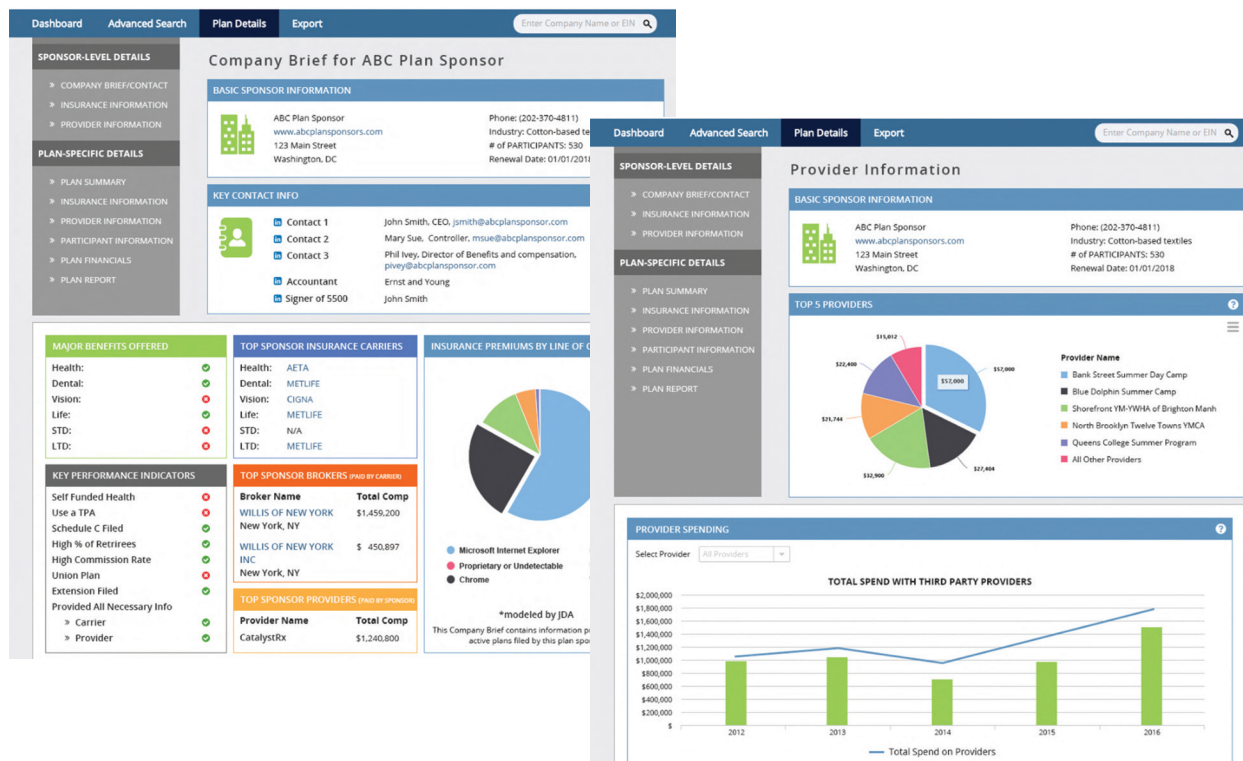 Dashboard Advanced Search Plan Details Export Enter Company Name or EIN
SPONSOR-LEVEL DETAILS
» COMPANY BRIEF/CONTACT
» INSURANCE INFORMATION
» PROVIDER INFORMATION
PLAN-SPECIFIC DETAILS
» PLAN SUMMARY
» INSURANCE INFORMATION
» PROVIDER INFORMATION
» PARTICIPANT INFORMATION
» PLAN FINANCIALS
» PLAN REPORT
Company Brief for ABC Plan Sponsor
BASIC SPONSOR INFORMATION
ABC Plan Sponsor
www.abcplansponsors.com
123 Main Street
Washington, DC
Phone: (202-370-4811)
Industry: Cotton-based te
# of PARTICIPANTS: 530
Renewal Date: 01/01/2018
KEY CONTACT INFO
in Contact 1 John Smith, CEO, jsmith@abcplansponsor.com
in Contact 2 Mary Sue, Controller, msue@abcplansponsor.com
in Contact 3 Phil Ivey, Director of Benefits and compensation,
pivey@abcplansponsor.com
in Accountant Ernst and Young
in Signer of 5500 John Smith
MAJOR BENEFITS OFFERED
Health:
Dental:
Vision:
Life:
STD:
LTD:
TOP SPONSOR INSURANCE CARRIERS
Health: AETA
Dental: METLIFE
Vision: CIGNA
Life: METLIFE
STD: N/A
LTD: METLIFE
INSURANCE PREMIUMS BY LINE OF
Microsoft Internet Explorer
Proprietary or Undetectable
Chrome
*modeled by JDA
This Company Brief contains information
active plans filed by this plan
KEY PERFORMANCE INDICATORS
Self Funded Health
Use a TPA
Schedule C Filed
High % of Retrirees
High Commission Rate
Union Plan
Extension Filed
Provided All Necessary Info
» Carrier
» Provider
TOP SPONSOR BROKERS (PAID BY CARRIER)
Broker Name Total Comp
WILLIS OF NEW YORK $1,459,200
New York, NY
WILLIS OF NEW YORK $ 450,897
INC
New York, NY
TOP SPONSOR PROVIDERS (PAID BY SPONSOR)
Provider Name Total Comp
CatalystRx $1,240,800
Dashboard Advanced Search Plan Details Export Enter Company Name or EIN
SPONSOR-LEVEL DETAILS
» COMPANY BRIEF/CONTACT
» INSURANCE INFORMATION
» PROVIDER INFORMATION
PLAN-SPECIFIC DETAILS
» PLAN SUMMARY
» INSURANCE INFORMATION
» PROVIDER INFORMATION
» PARTICIPANT INFORMATION
» PLAN FINANCIALS
» PLAN REPORT
Provider Information
BASIC SPONSOR INFORMATION
ABC Plan Sponsor
www.abcplansponsors.com
123 Main Street
Washington, DC
Phone: (202-370-4811)
Industry: Cotton-based textiles
# of PARTICIPANTS: 530
Renewal Date: 01/01/2018
TOP 5 PROVIDERS ?
$15,012
$22,400
$21,744
$32,900
$27,404
$57,000
$57,000
Provider Name
Bank Street Summer Day Camp
Blue Dolphin Summer Camp
Shorefront YM-YWHA of Brighton Manh
North Brooklyn Twelve Towns YMCA
Queens College Summer Program
All Other Providers
PROVIDER SPENDING ?
Select Provider All Providers
TOTAL SPEND WITH THIRD PARTY PROVIDERS
$2,000,000
$1,800,000
$1,600,000
$1,400,000
$1,200,000
$1,000,000
$800,000
$600,000
$400,000
$200,000
$
2012 2013 2014 2015 2016
Total Spend on Providers